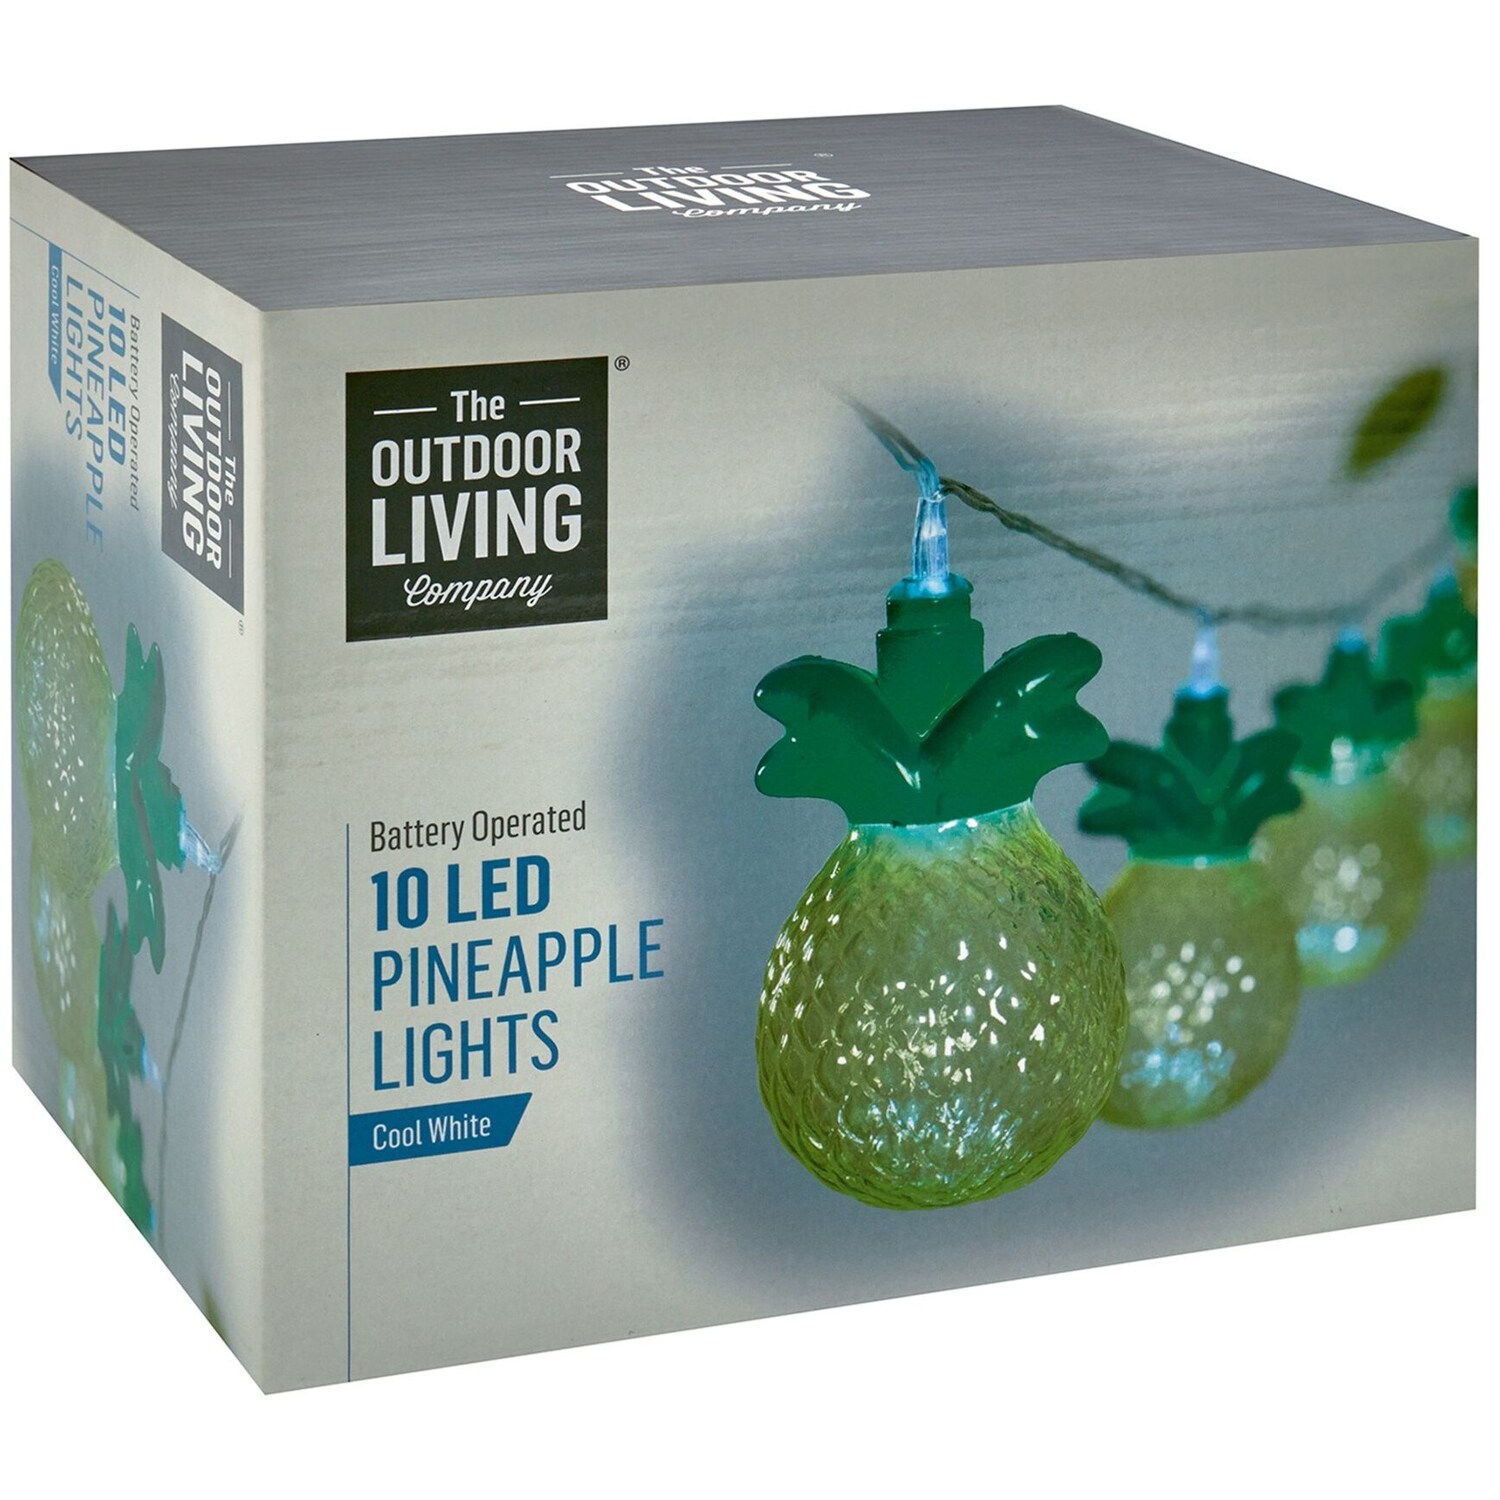 The
OUTDOOR
LIVING
Company
®
The
OUTDOOR
LIVING
Company
®
Battery Operated
10 LED
PINEAPPLE
LIGHTS
Cool White
The
OUTDOOR
LIVING
Company
®
Battery Operated
10 LED
PINEAPPLE
LIGHTS
Cool White